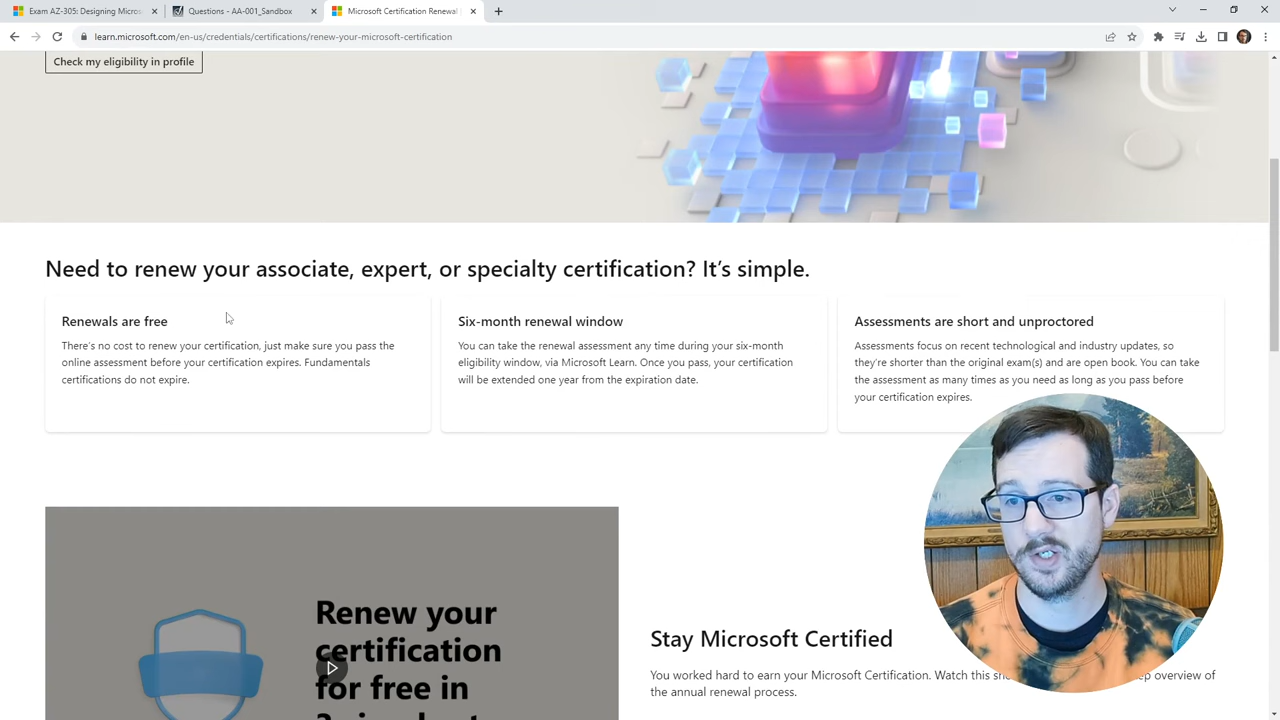 Exam AZ-305: Designing Micros
Questions - AA-001_Sandbox
Microsoft Certification Renewal
learn.microsoft.com/en-us/credentials/certifications/renew-your-microsoft-certification
Check my eligibility in profile
Need to renew your associate, expert, or specialty certification? It’s simple.
Renewals are free
There’s no cost to renew your certification, just make sure you pass the
online assessment before your certification expires. Fundamentals
certifications do not expire.
Six-month renewal window
You can take the renewal assessment any time during your six-month
eligibility window, via Microsoft Learn. Once you pass, your certification
will be extended one year from the expiration date.
Assessments are short and unproctored
Assessments focus on recent technological and industry updates, so
they’re shorter than the original exam(s) and are open book. You can take
the assessment as many times as you need as long as you pass before
your certification expires.
Renew your
certification
for free in
Stay Microsoft Certified
You worked hard to earn your Microsoft Certification. Watch this overview of
the annual renewal process.